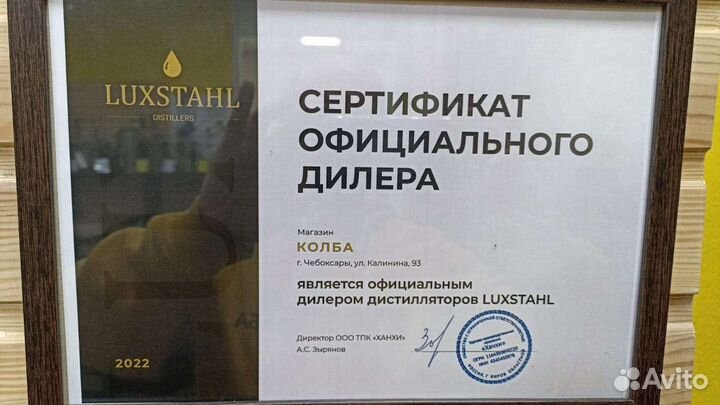 LUXSTAHL
DISTILLERS
2022
СЕРТИФИКАТ
ОФИЦИАЛЬНОГО
ДИЛЕРА
Магазин
КОЛБА
г. Чебоксары, ул. Калинина, 93
является официальным
дилером дистилляторов LUXSTAHL
Директор ООО ТПК «ХАНХИ»
А.С. Зырянов
«Ханхи»
Avito